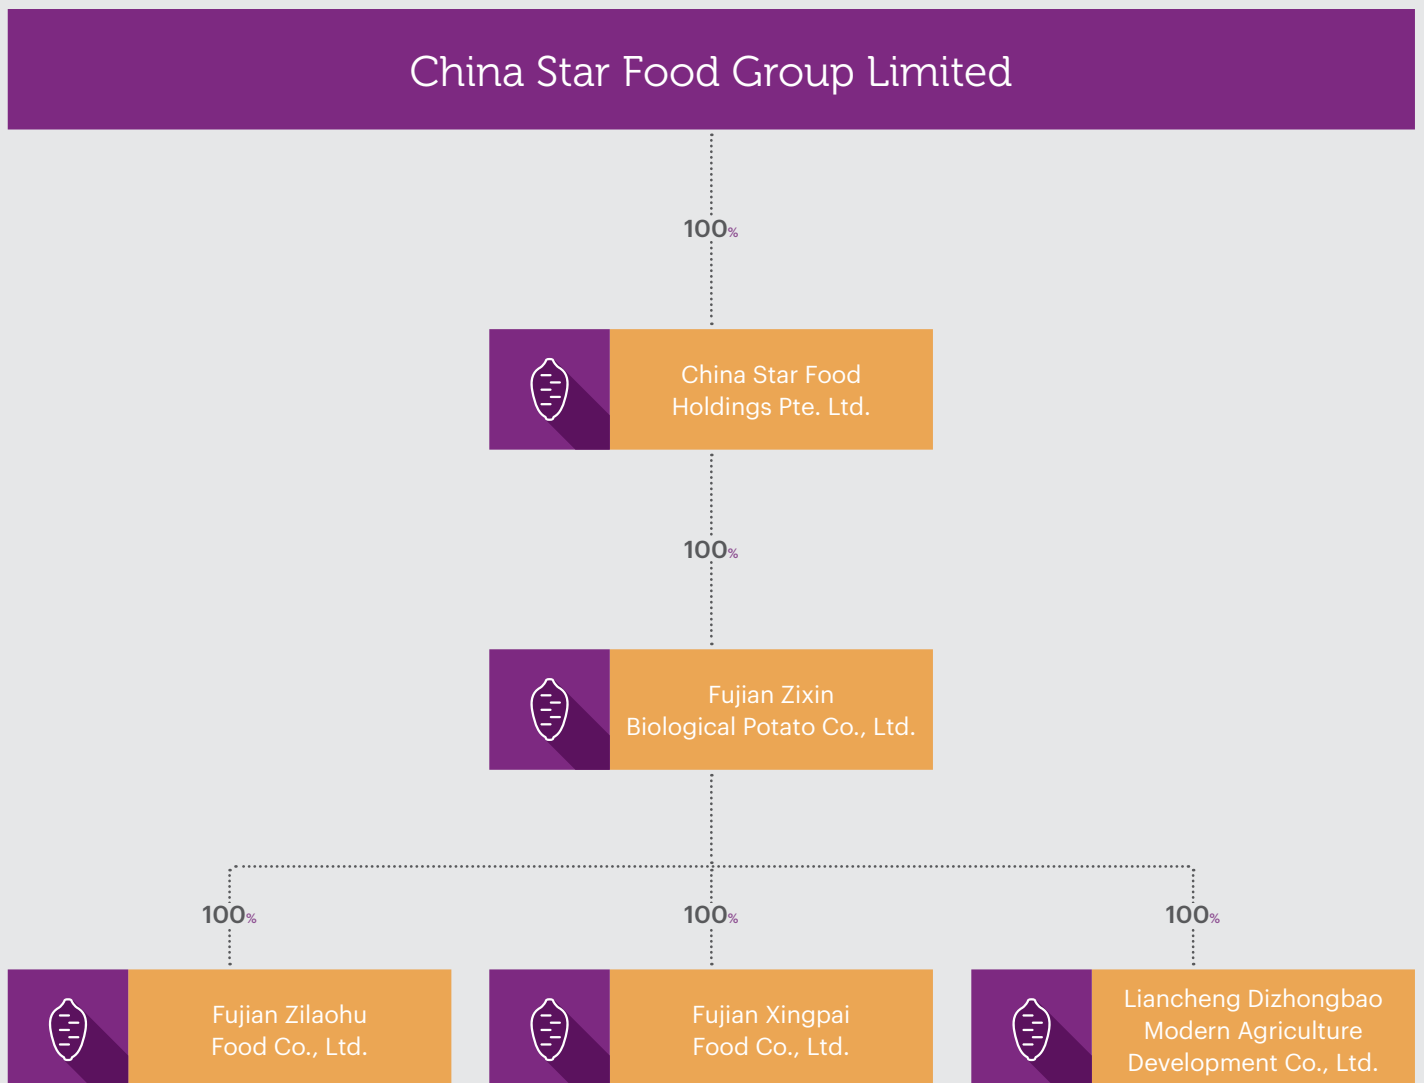 China Star Food Group Limited
100%
China Star Food
Holdings Pte. Ltd.
100%
Fujian Zixin
Biological Potato Co., Ltd.
100%
100%
100%
Fujian Zilaohu
Food Co., Ltd.
Fujian Xingpai
Food Co., Ltd.
Liancheng Dizhongbao
Modern Agriculture
Development Co., Ltd.